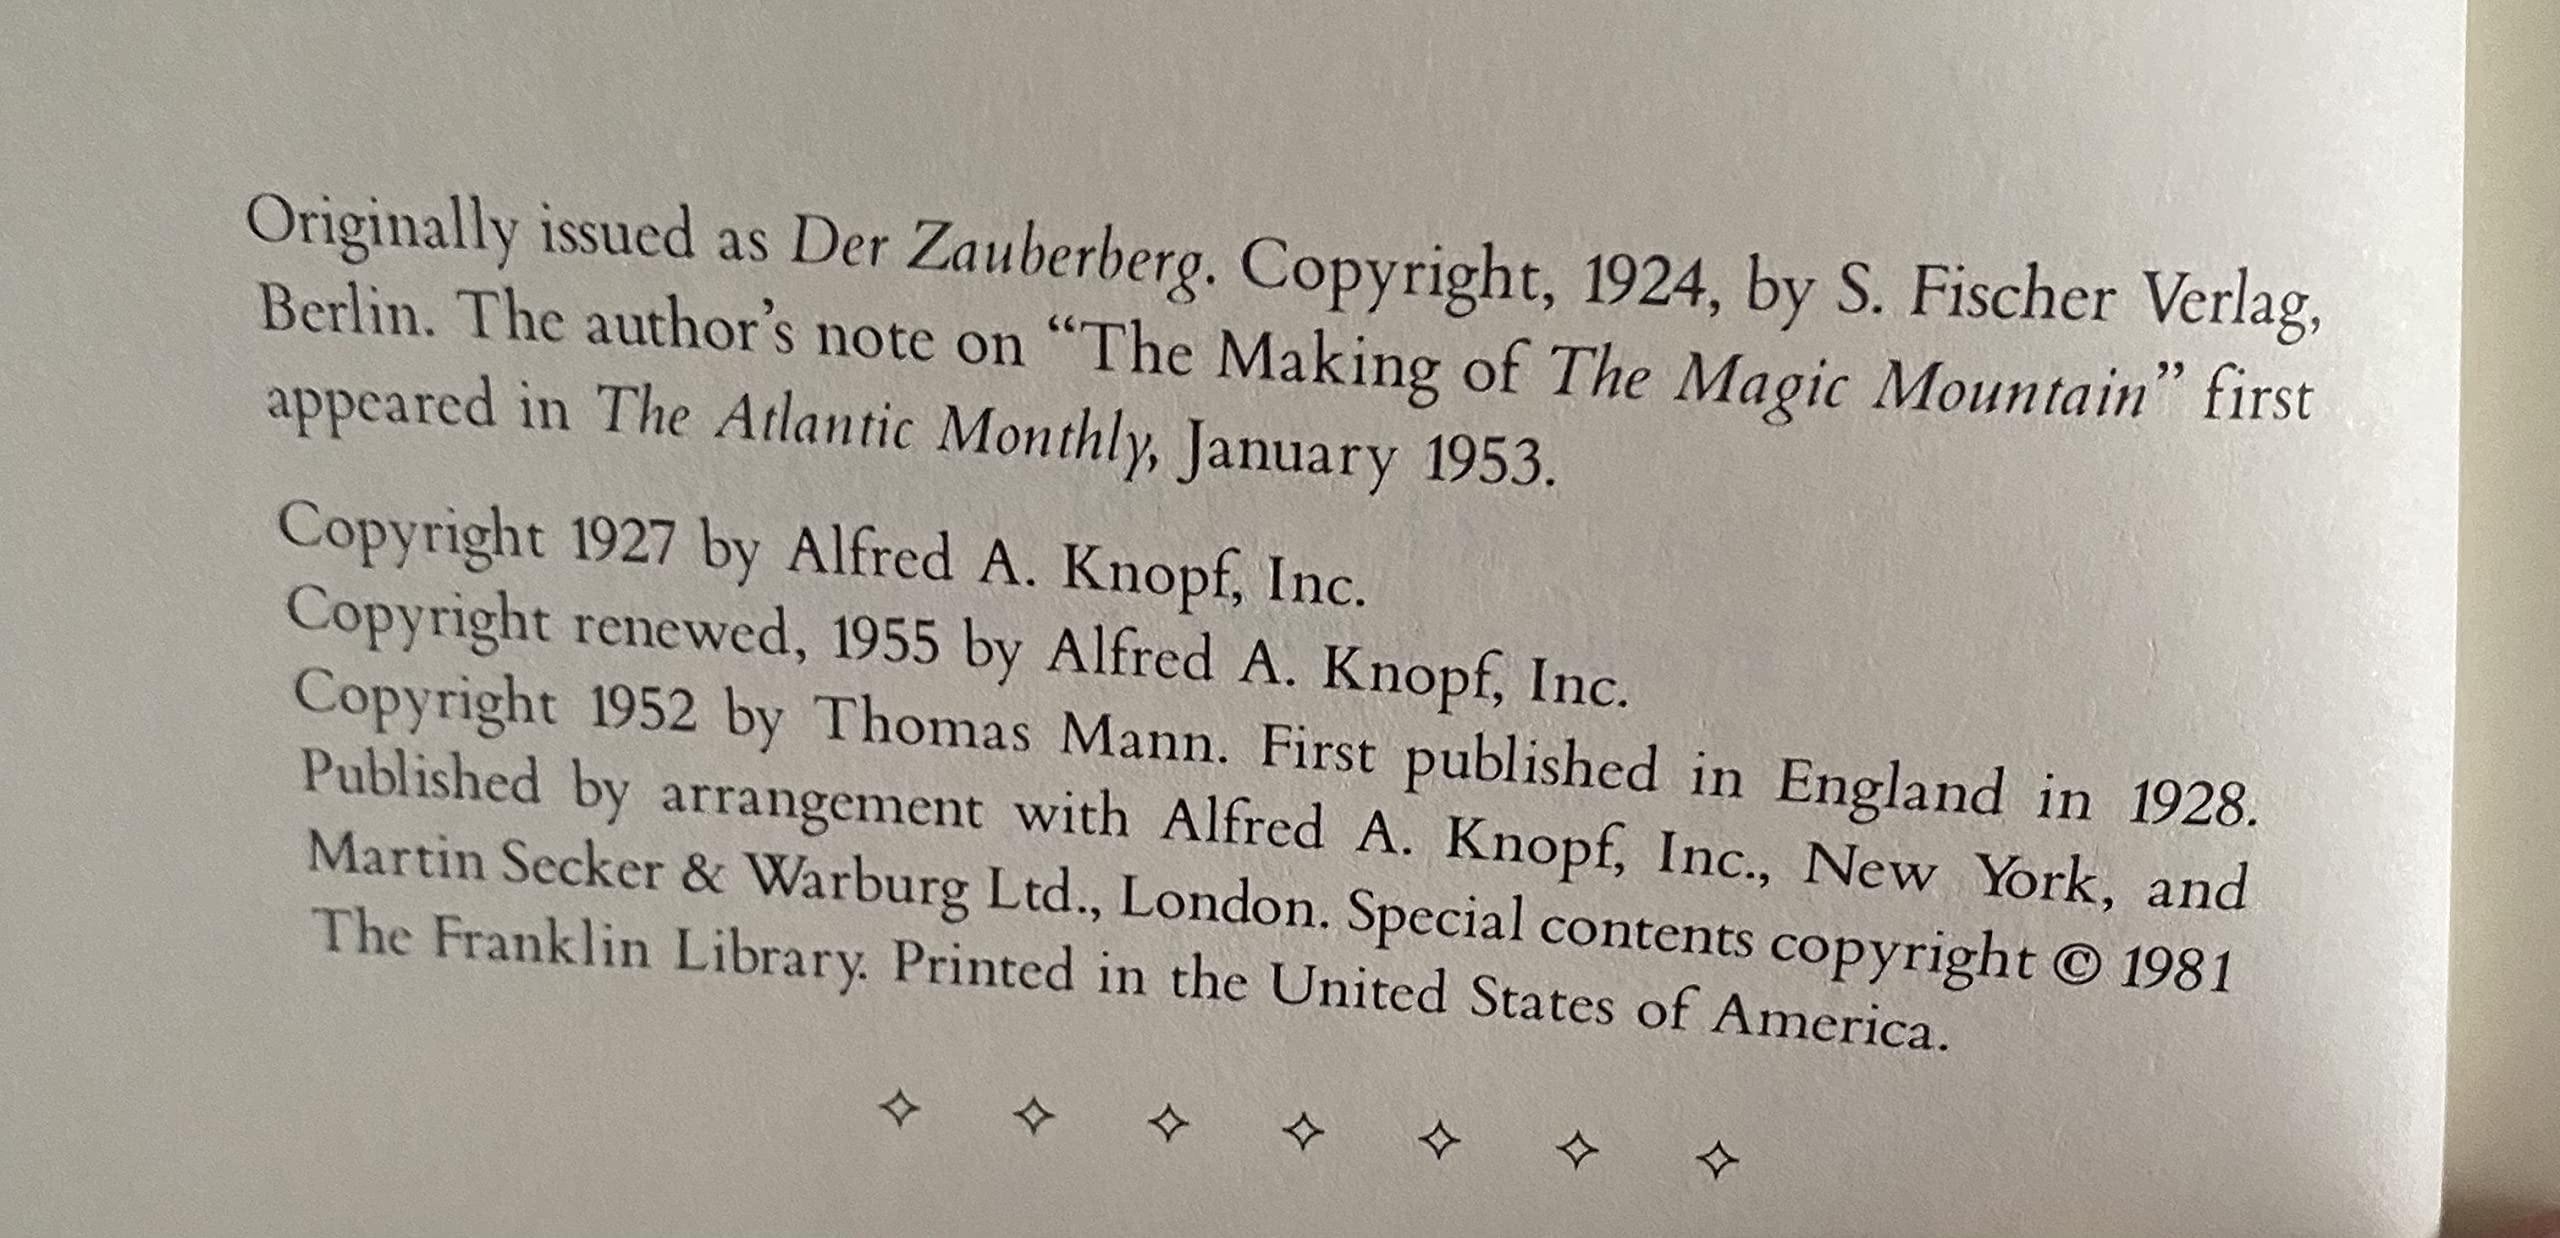 Originally issued as Der Zauberberg. Copyright, 1924, by S. Fischer Verlag,
Berlin. The author’s note on “The Making of The Magic Mountain” first
appeared in The Atlantic Monthly, January 1953.
Copyright 1927 by Alfred A. Knopf, Inc.
Copyright renewed, 1955 by Alfred A. Knopf, Inc.
Copyright 1952 by Thomas Mann. First published in England in 1928.
Published by arrangement with Alfred A. Knopf, Inc., New York, and
Martin Secker & Warburg Ltd., London. Special contents copyright © 1981
The Franklin Library. Printed in the United States of America.